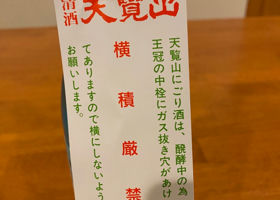 清酒
天覧山
天覧山にごり酒は、醗酵中の為
王冠の中栓にガス抜き穴があけ
横積厳禁
てありますので横にしないよう
お願いします。